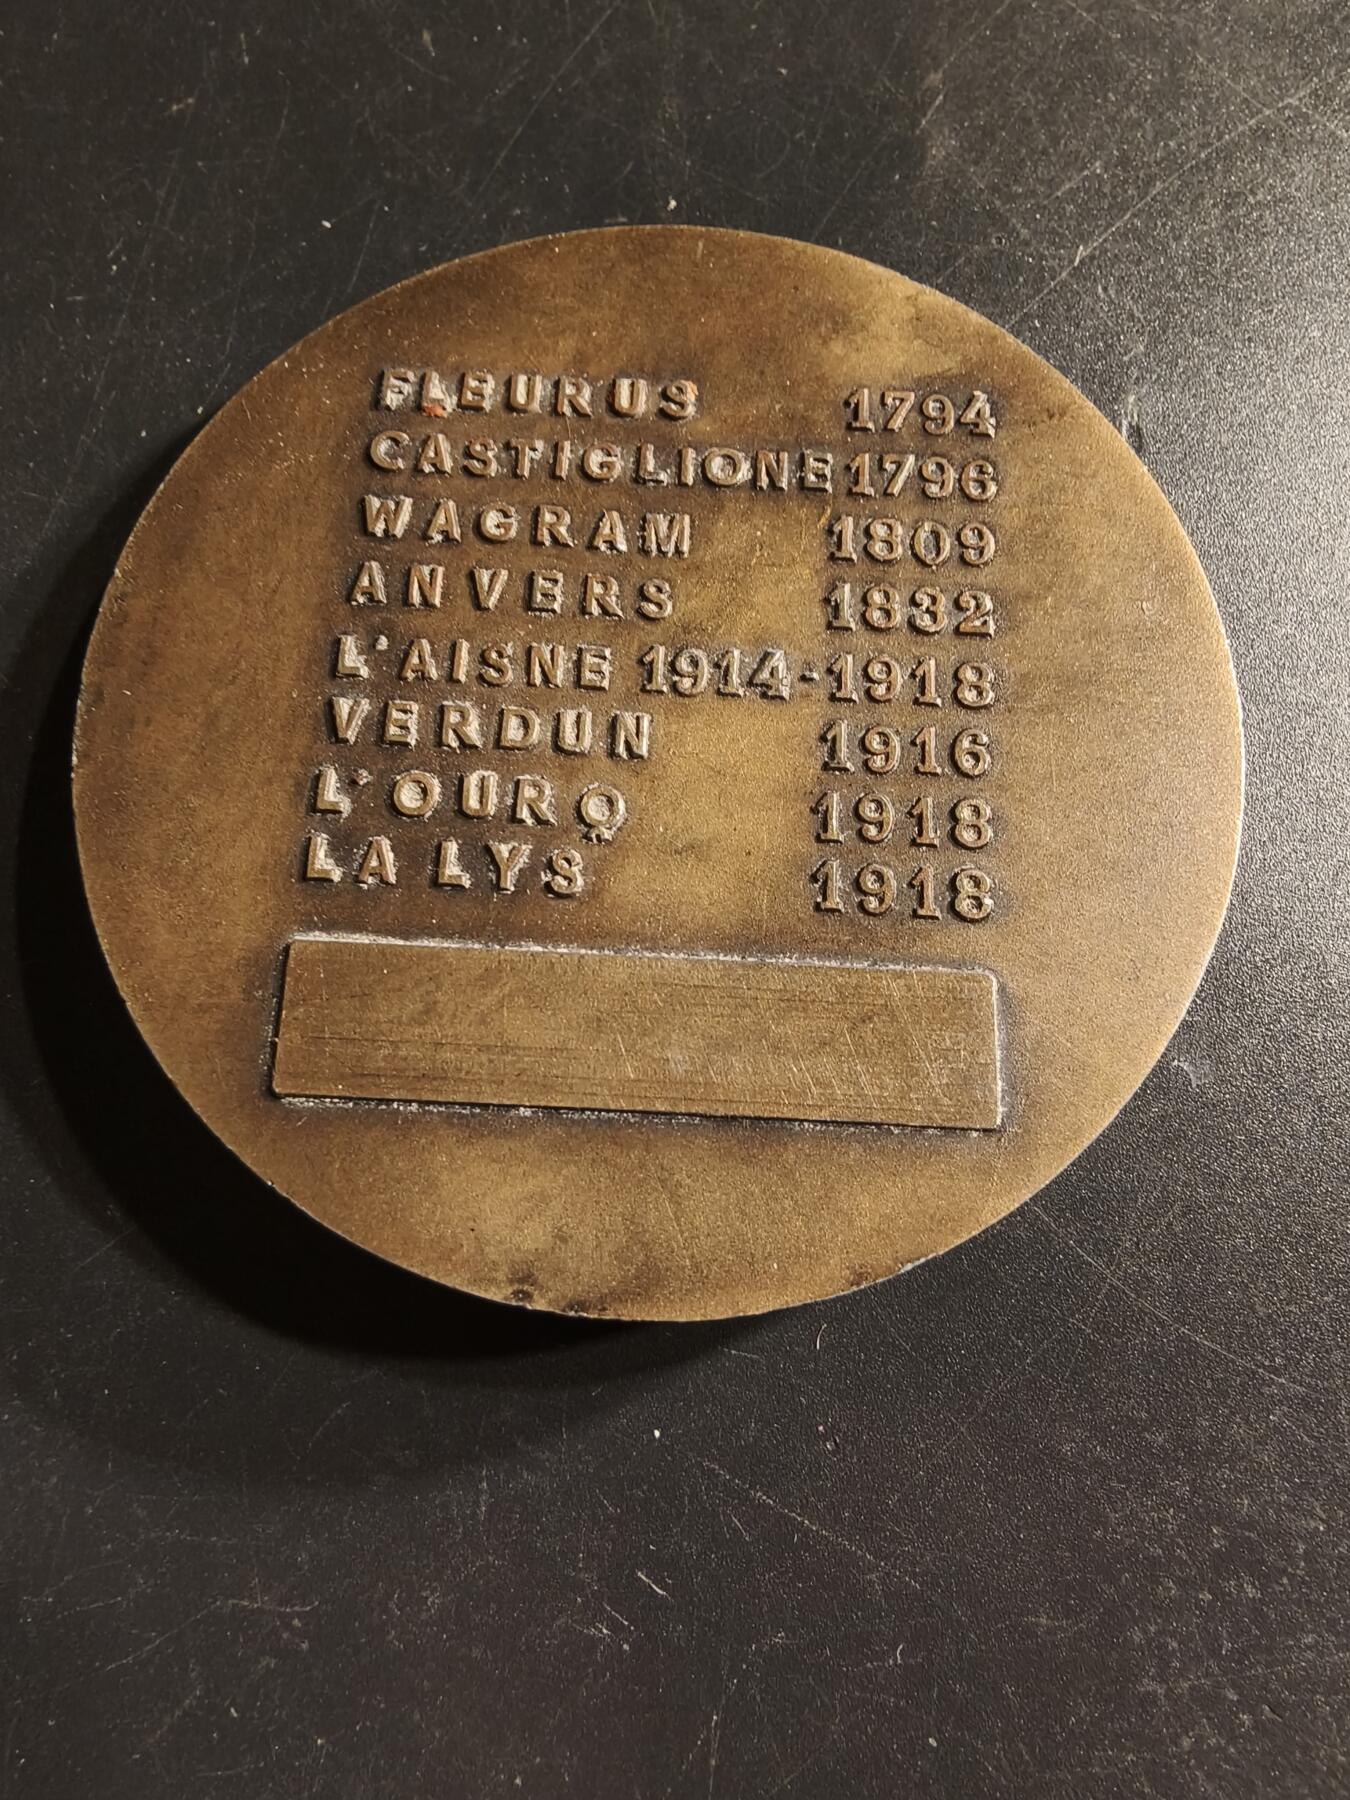 FLEURUS 1794
CASTIGLIONE 1796
WAGRAM 1809
ANVERS 1832
L'AISNE 1914-1918
VERDUN 1916
L'OURQ 1918
LA LYS 1918